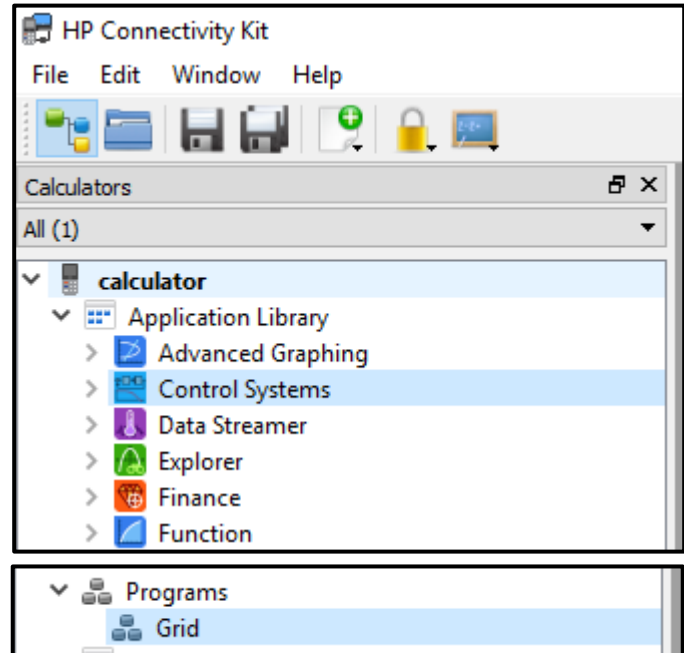 HP Connectivity Kit
File Edit Window Help
Calculators
All (1)
calculator
Application Library
Advanced Graphing
Control Systems
Data Streamer
Explorer
Finance
Function
Programs
Grid